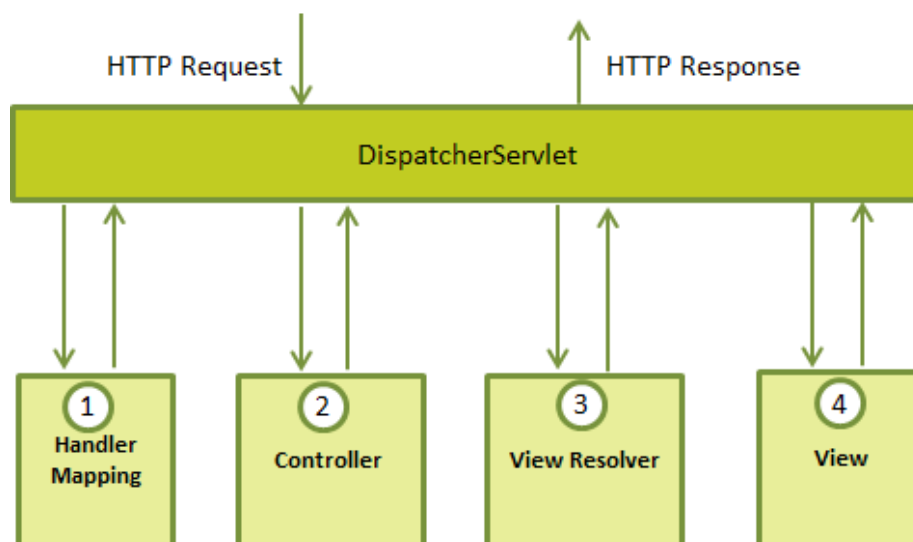 HTTP Request
HTTP Response
DispatcherServlet
1
Handler
Mapping
2
Controller
3
View Resolver
4
View